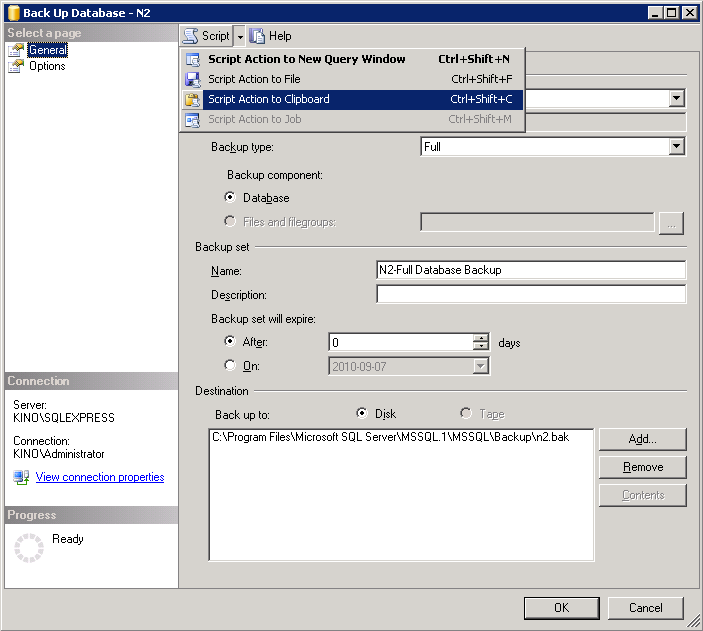 Back Up Database - N2
Select a page
General
Options
Script
Help
Script Action to New Query Window Ctrl+Shift+N
Script Action to File Ctrl+Shift+F
Script Action to Clipboard Ctrl+Shift+C
Script Action to Job Ctrl+Shift+M
Backup type: Full
Backup component:
Database
Files and filegroups: ...
Backup set
Name: N2-Full Database Backup
Description:
Backup set will expire:
After: 0 days
On: 2010-09-07
Destination
Back up to: Disk Tape
C:\Program Files\Microsoft SQL Server\MSSQL.1\MSSQL\Backup\n2.bak
Add...
Remove
Contents
Connection
Server:
KINO\SQLEXPRESS
Connection:
KINO\Administrator
View connection properties
Progress
Ready
OK
Cancel